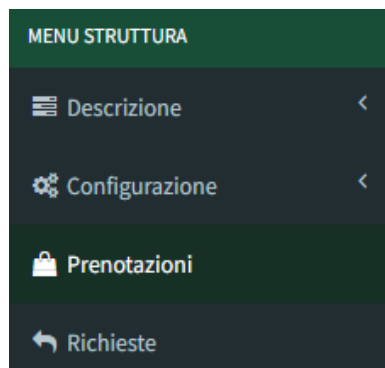 MENU STRUTTURA
Descrizione
Configurazione
Prenotazioni
Richieste